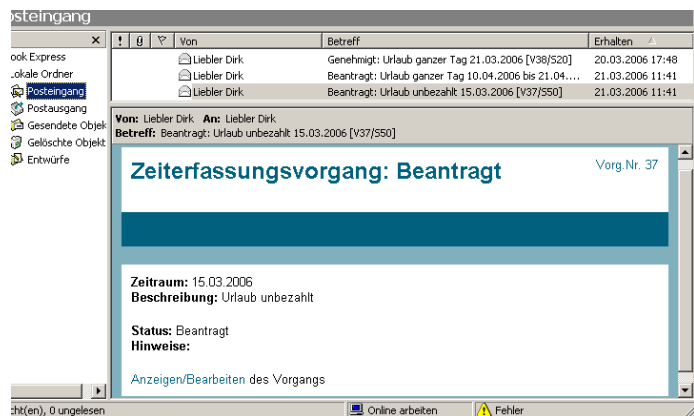 osteingang
! Von Betreff Erhalten
ook Express
okale Ordner
Posteingang
Postausgang
Gesendete Objek
Gelöschte Objekt
Entwürfe
Liebler Dirk Genehmigt: Urlaub ganzer Tag 21.03.2006 [V38/S20] 20.03.2006 17:48
Liebler Dirk Beantragt: Urlaub ganzer Tag 10.04.2006 bis 21.04.... 21.03.2006 11:41
Liebler Dirk Beantragt: Urlaub unbezahlt 15.03.2006 [V37/S50] 21.03.2006 11:41
Von: Liebler Dirk An: Liebler Dirk
Betreff: Beantragt: Urlaub unbezahlt 15.03.2006 [V37/S50]
Zeiterfassungsvorgang: Beantragt Vorg.Nr. 37
Zeitraum: 15.03.2006
Beschreibung: Urlaub unbezahlt
Status: Beantragt
Hinweise:
Anzeigen/Bearbeiten des Vorgangs
cht(en), 0 ungelesen Online arbeiten Fehler